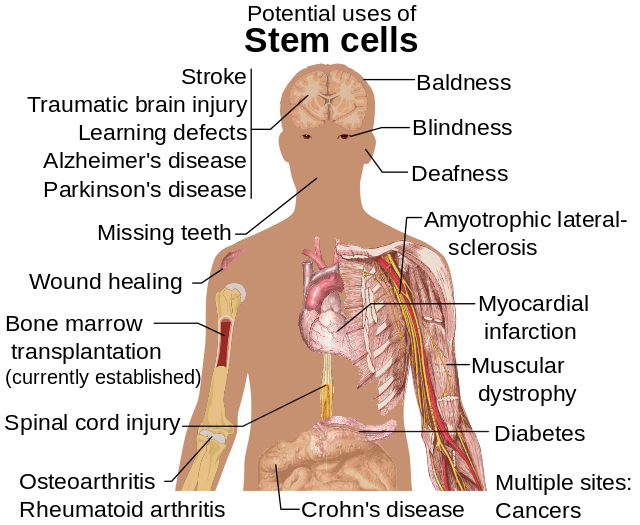 Potential uses of
Stem cells
Stroke
Traumatic brain injury
Learning defects
Alzheimer's disease
Parkinson's disease
Missing teeth
Wound healing
Bone marrow
transplantation
(currently established)
Spinal cord injury
Osteoarthritis
Rheumatoid arthritis
Baldness
Blindness
Deafness
Amyotrophic lateral-
sclerosis
Myocardial
infarction
Muscular
dystrophy
Diabetes
Crohn's disease
Multiple sites:
Cancers